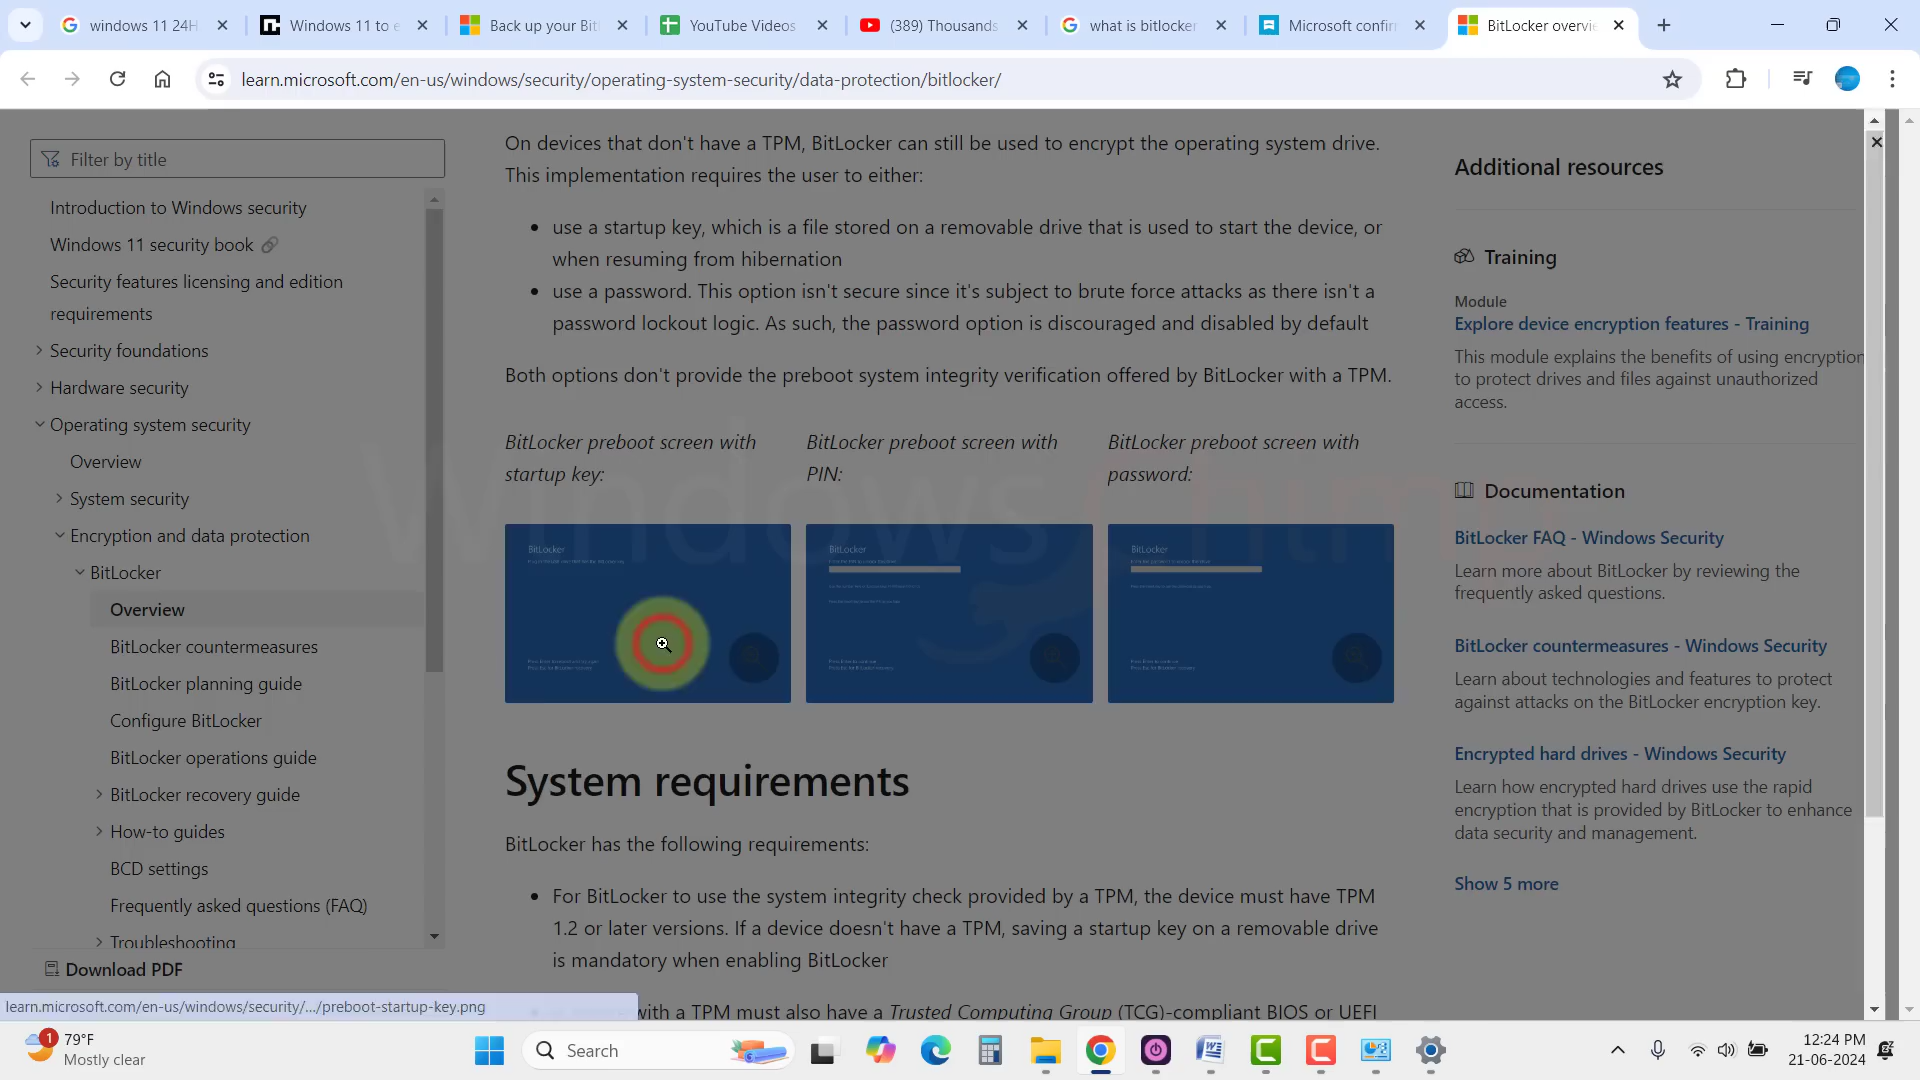 windows 11 24H
Windows 11 to e
Back up your Bit
YouTube Videos
(389) Thousands
what is bitlocker
Microsoft confir
BitLocker overvie
learn.microsoft.com/en-us/windows/security/operating-system-security/data-protection/bitlocker/
Filter by title
Introduction to Windows security
Windows 11 security book
Security features licensing and edition
requirements
Security foundations
Hardware security
Operating system security
Overview
System security
Encryption and data protection
BitLocker
Overview
BitLocker countermeasures
BitLocker planning guide
Configure BitLocker
BitLocker operations guide
BitLocker recovery guide
How-to guides
BCD settings
Frequently asked questions (FAQ)
Troubleshooting
Download PDF
learn.microsoft.com/en-us/windows/security/.../preboot-startup-key.png
On devices that don't have a TPM, BitLocker can still be used to encrypt the operating system drive.
This implementation requires the user to either:
use a startup key, which is a file stored on a removable drive that is used to start the device, or
when resuming from hibernation
use a password. This option isn't secure since it's subject to brute force attacks as there isn't a
password lockout logic. As such, the password option is discouraged and disabled by default
Both options don't provide the preboot system integrity verification offered by BitLocker with a TPM.
BitLocker preboot screen with
startup key:
BitLocker preboot screen with
PIN:
BitLocker preboot screen with
password:
BitLocker
BitLocker
BitLocker
System requirements
BitLocker has the following requirements:
For BitLocker to use the system integrity check provided by a TPM, the device must have TPM
1.2 or later versions. If a device doesn't have a TPM, saving a startup key on a removable drive
is mandatory when enabling BitLocker
with a TPM must also have a Trusted Computing Group (TCG)-compliant BIOS or UEFI
Additional resources
Training
Module
Explore device encryption features - Training
This module explains the benefits of using encryption
to protect drives and files against unauthorized
access.
Documentation
BitLocker FAQ - Windows Security
Learn more about BitLocker by reviewing the
frequently asked questions.
BitLocker countermeasures - Windows Security
Learn about technologies and features to protect
against attacks on the BitLocker encryption key.
Encrypted hard drives - Windows Security
Learn how encrypted hard drives use the rapid
encryption that is provided by BitLocker to enhance
data security and management.
Show 5 more
1
79°F
Mostly clear
Search
12:24 PM
21-06-2024